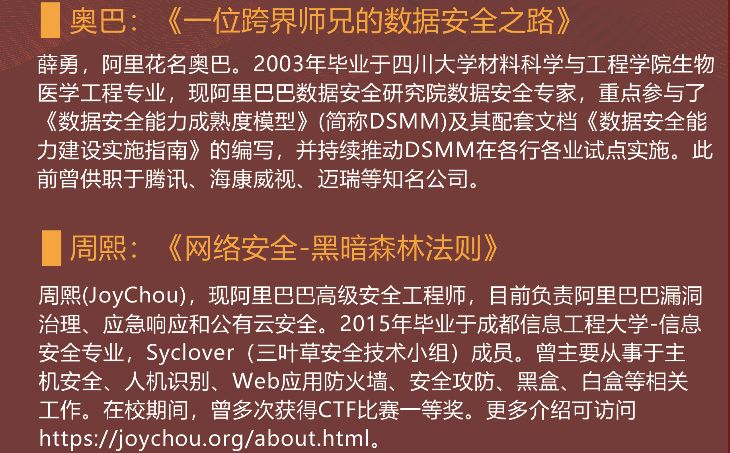 奥巴：《一位跨界师兄的数据安全之路》
薛勇，阿里花名奥巴。2003年毕业于四川大学材料科学与工程学院生物
医学工程专业，现阿里巴巴数据安全研究院数据安全专家，重点参与了
《数据安全能力成熟度模型》(简称DSMM)及其配套文档《数据安全能
力建设实施指南》的编写，并持续推动DSMM在各行各业试点实施。此
前曾供职于腾讯、海康威视、迈瑞等知名公司。
周熙：《网络安全-黑暗森林法则》
周熙(JoyChou)，现阿里巴巴高级安全工程师，目前负责阿里巴巴漏洞
治理、应急响应和公有云安全。2015年毕业于成都信息工程大学-信息
安全专业，Syclover（三叶草安全技术小组）成员。曾主要从事于主
机安全、人机识别、Web应用防火墙、安全攻防、黑盒、白盒等相关
工作。在校期间，曾多次获得CTF比赛一等奖。更多介绍可访问
https://joychou.org/about.html。